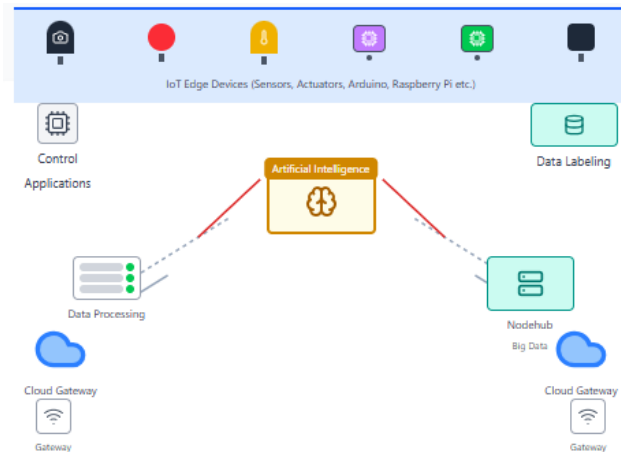 IoT Edge Devices (Sensors, Actuators, Arduino, Raspberry Pi etc.)
Control
Applications
Data Labeling
Artificial Intelligence
Data Processing
Nodehub
Big Data
Cloud Gateway
Cloud Gateway
Gateway
Gateway